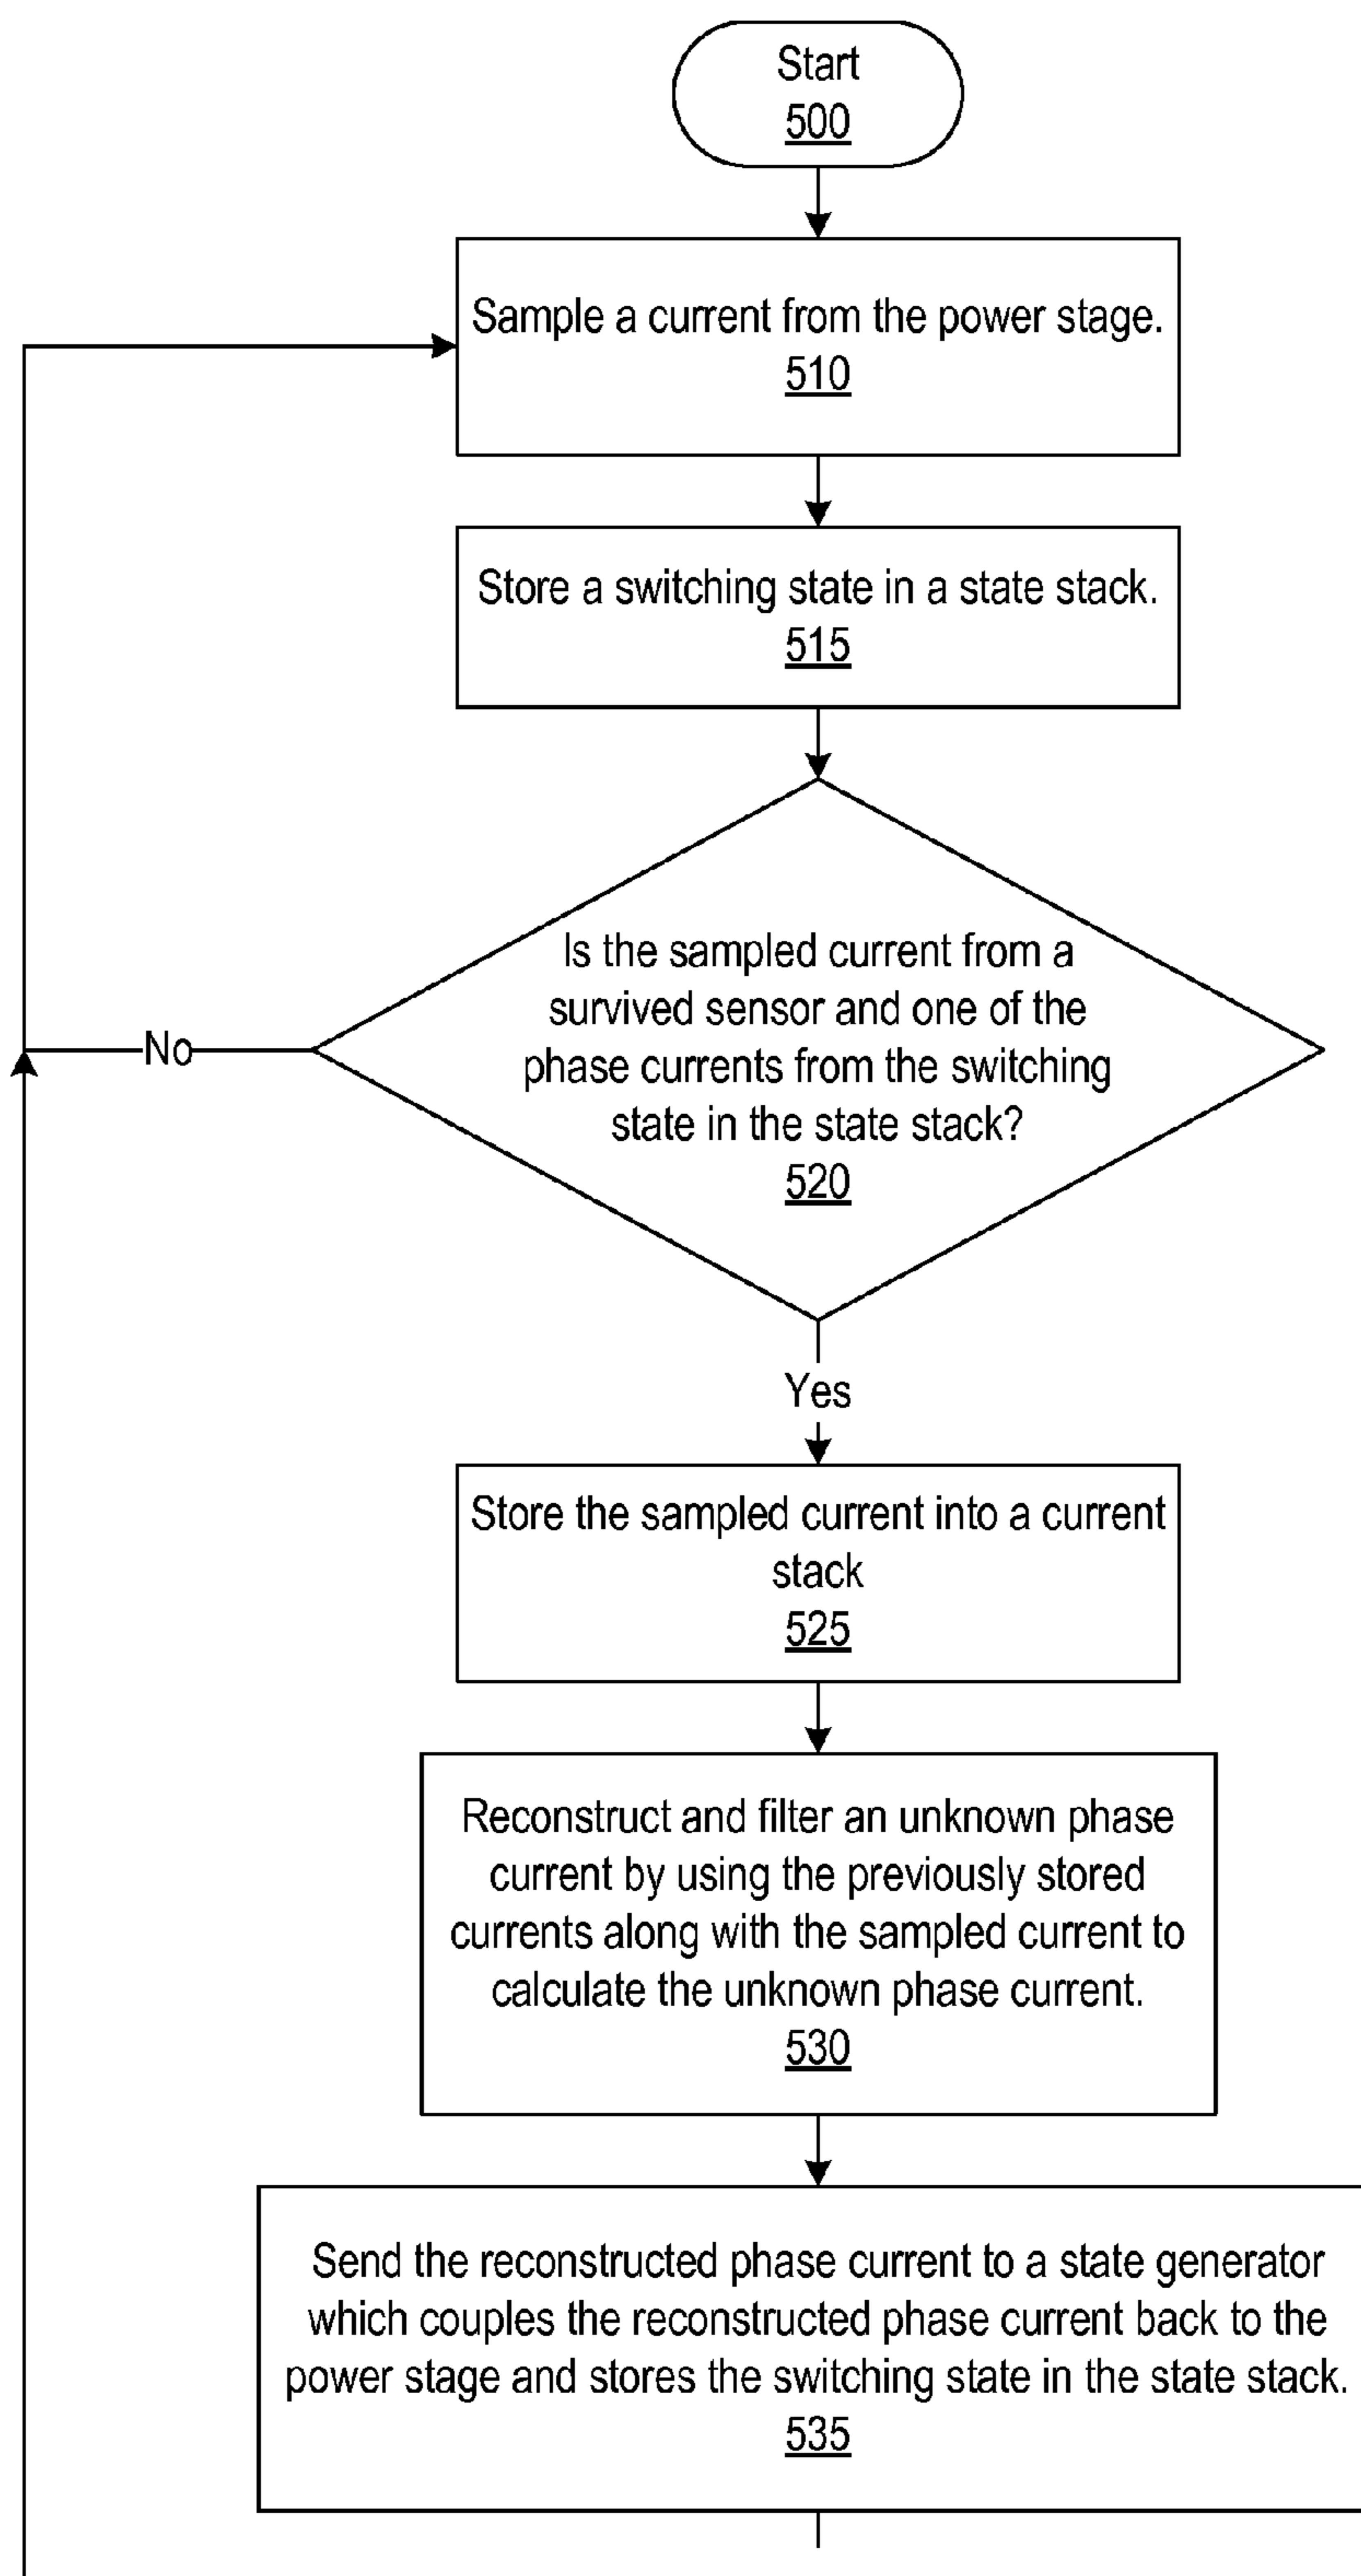 Start
500
Sample a current from the power stage.
510
Store a switching state in a state stack.
515
Is the sampled current from a
survived sensor and one of the
phase currents from the switching
state in the state stack?
520
No
Yes
Store the sampled current into a current
stack
525
Reconstruct and filter an unknown phase
current by using the previously stored
currents along with the sampled current to
calculate the unknown phase current.
530
Send the reconstructed phase current to a state generator
which couples the reconstructed phase current back to the
power stage and stores the switching state in the state stack.
535